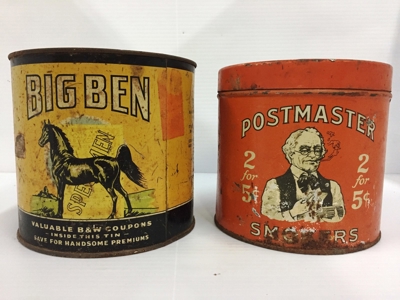 BIG BEN
SPECIMEN
VALUABLE B&W COUPONS
INSIDE THIS TIN
SAVE FOR HANDSOME PREMIUMS
POSTMASTER
2 for 5¢
2 for 5¢
SMOKERS